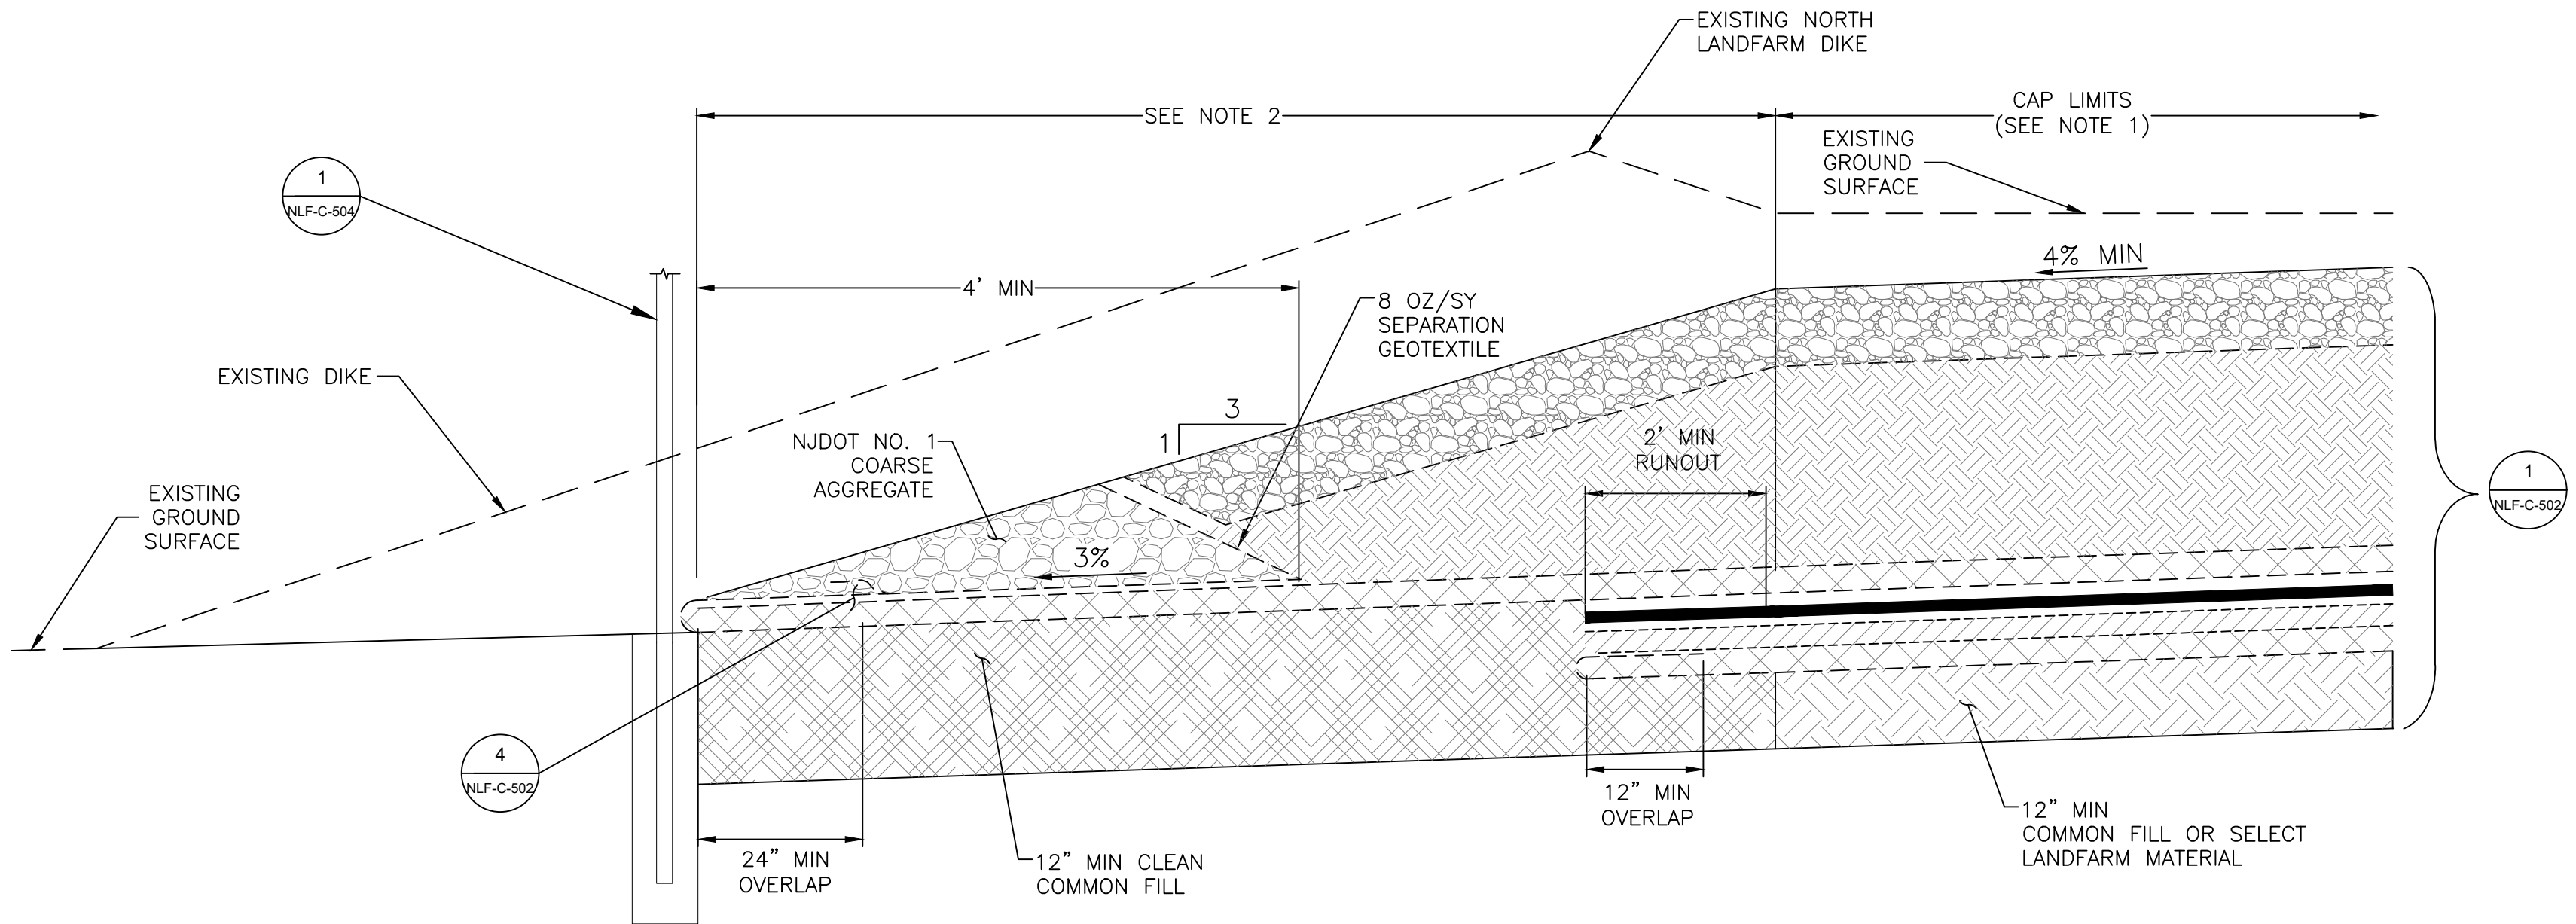 EXISTING NORTH
LANDFARM DIKE
SEE NOTE 2
CAP LIMITS
(SEE NOTE 1)
EXISTING
GROUND
SURFACE
1
NLF-C-504
4% MIN
4' MIN
8 OZ/SY
SEPARATION
GEOTEXTILE
EXISTING DIKE
3
1
NJDOT NO. 1
COARSE
AGGREGATE
2' MIN
RUNOUT
EXISTING
GROUND
SURFACE
1
NLF-C-502
3%
4
NLF-C-502
12" MIN
OVERLAP
12" MIN
COMMON FILL OR SELECT
LANDFARM MATERIAL
24" MIN
OVERLAP
12" MIN CLEAN
COMMON FILL